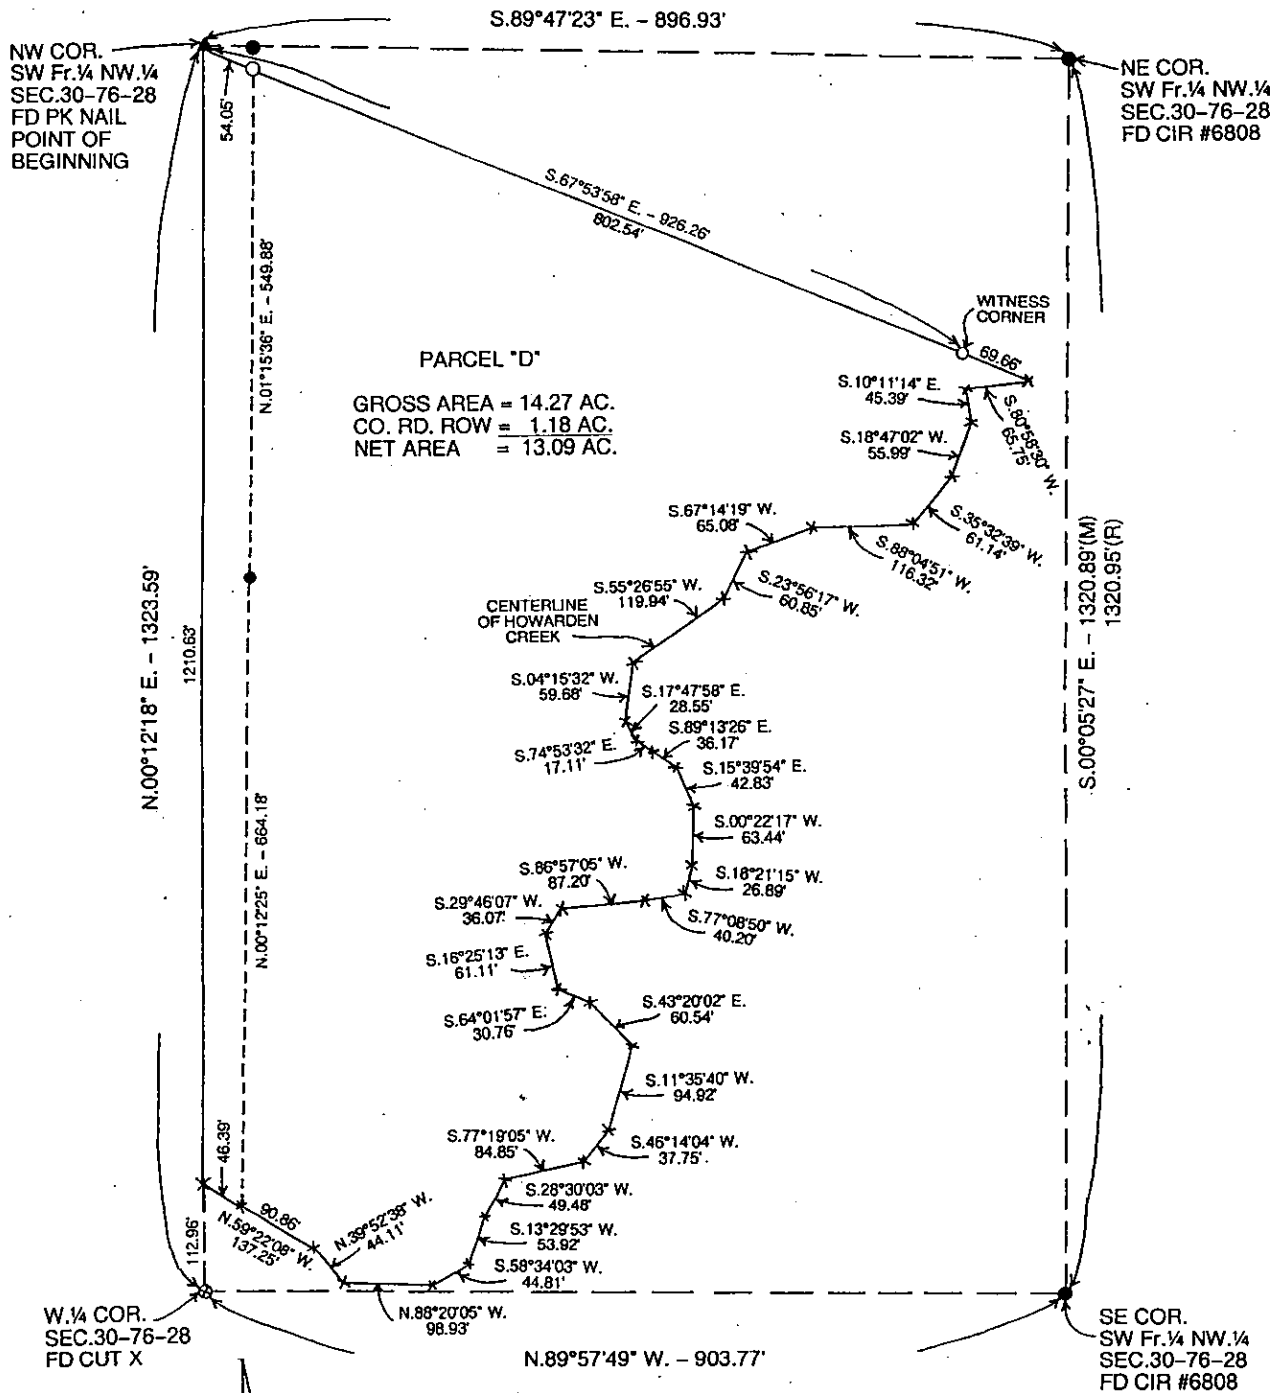 S.89°47'23" E. – 896.93'
NW COR.
SW Fr.¼ NW.¼
SEC.30–76–28
FD PK NAIL
POINT OF
BEGINNING
NE COR.
SW Fr.¼ NW.¼
SEC.30–76–28
FD CIR #6808
54.05'
S.67°53'58" E. – 926.26'
802.54'
WITNESS
CORNER
69.66'
N.01°15'36" E. – 549.88'
PARCEL "D"
GROSS AREA = 14.27 AC.
CO. RD. ROW = 1.18 AC.
NET AREA = 13.09 AC.
S.10°11'14" E.
45.39'
S.80°58'30" W.
65.75'
S.18°47'02" W.
55.99'
S.67°14'19" W.
65.08'
S.35°32'39" W.
61.14'
S.88°04'51" W.
116.32'
S.23°56'17" W.
60.85'
S.55°26'55" W.
119.94'
CENTERLINE
OF HOWARDEN
CREEK
N.00°12'18" E. – 1323.59'
1210.63'
S.00°05'27" E. – 1320.89'(M)
1320.95'(R)
S.04°15'32" W.
59.68'
S.17°47'58" E.
28.55'
S.89°13'26" E.
36.17'
S.74°53'32" E.
17.11'
S.15°39'54" E.
42.83'
S.00°22'17" W.
63.44'
N.00°12'25" E. – 664.18'
S.86°57'05" W.
87.20'
S.18°21'15" W.
26.89'
S.29°46'07" W.
36.07'
S.77°08'50" W.
40.20'
S.16°25'13" E.
61.11'
S.43°20'02" E.
60.54'
S.64°01'57" E.
30.76'
S.11°35'40" W.
94.92'
S.77°19'05" W.
84.85'
S.46°14'04" W.
37.75'
46.39'
S.28°30'03" W.
49.48'
90.86'
N.59°22'08" W.
137.25'
N.39°52'38" W.
44.11'
S.13°29'53" W.
53.92'
112.96'
S.58°34'03" W.
44.81'
N.88°20'05" W.
98.93'
W.¼ COR.
SEC.30–76–28
FD CUT X
N.89°57'49" W. – 903.77'
SE COR.
SW Fr.¼ NW.¼
SEC.30–76–28
FD CIR #6808